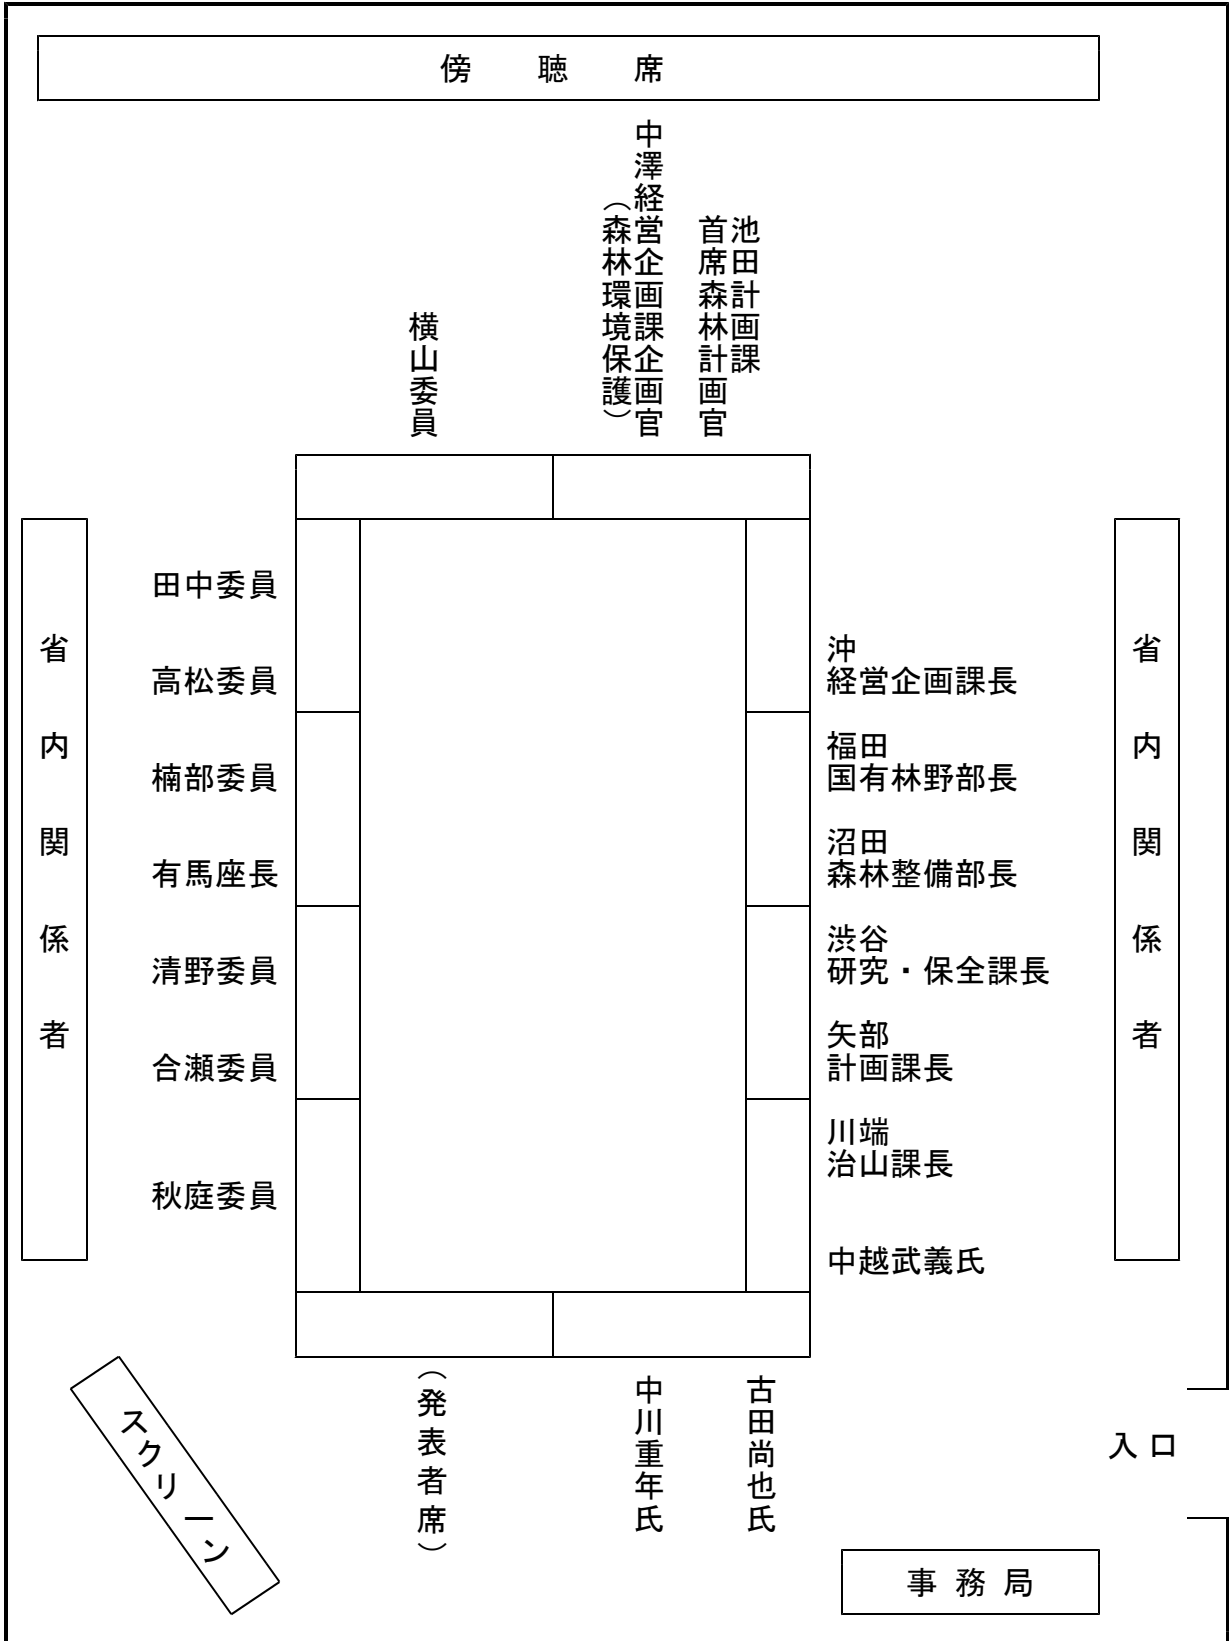 傍聴席
池田計画課
首席森林計画官
中澤経営企画課企画官
（森林環境保護）
横山委員
省内関係者
田中委員
高松委員
楠部委員
有馬座長
清野委員
合瀬委員
秋庭委員
沖
経営企画課長
福田
国有林野部長
沼田
森林整備部長
渋谷
研究・保全課長
矢部
計画課長
川端
治山課長
中越武義氏
省内関係者
スクリーン
（発表者席）
中川重年氏
古田尚也氏
入口
事務局